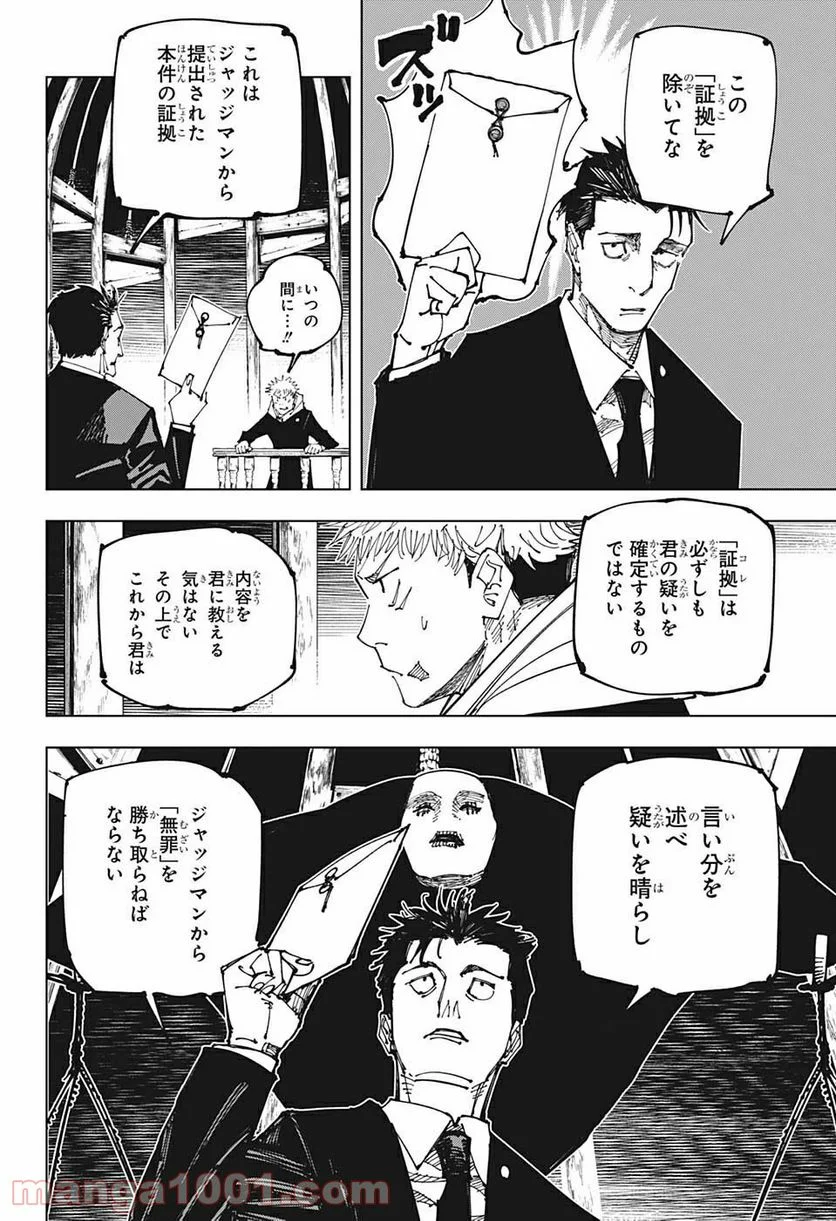 この
「証拠」を
除いてな
ズッ
これは
ジャッジマンから
提出された
本件の証拠
いつの
間に…!!
「証拠」は
必ずしも
君の疑いを
確定するもの
ではない
内容を
君に教える
気はない
その上で
これから君は
言い分を
述べ
疑いを晴らし
ジャッジマンから
「無罪」を
勝ち取らねば
ならない
manga1001.com